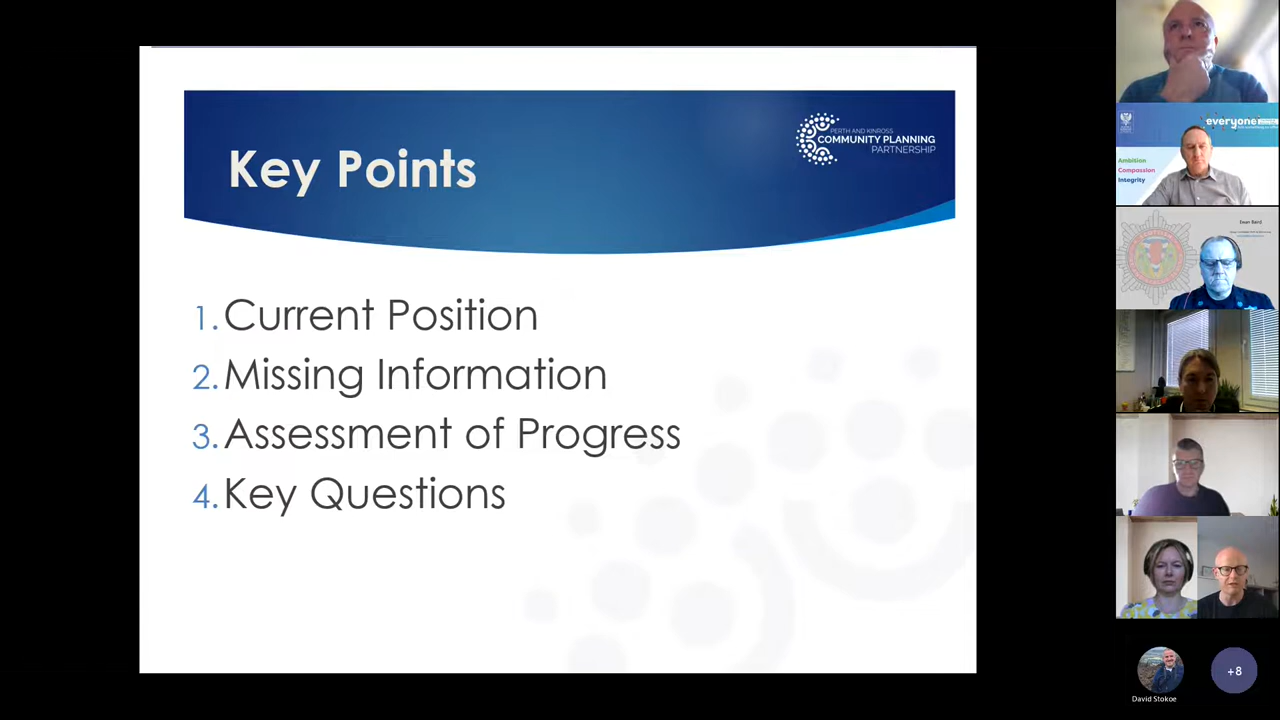 Key Points
PERTH AND KINROSS
COMMUNITY PLANNING
PARTNERSHIP
1. Current Position
2. Missing Information
3. Assessment of Progress
4. Key Questions
everyone
Ambition
Compassion
Integrity
Ewan Baird
David Stokoe
+8